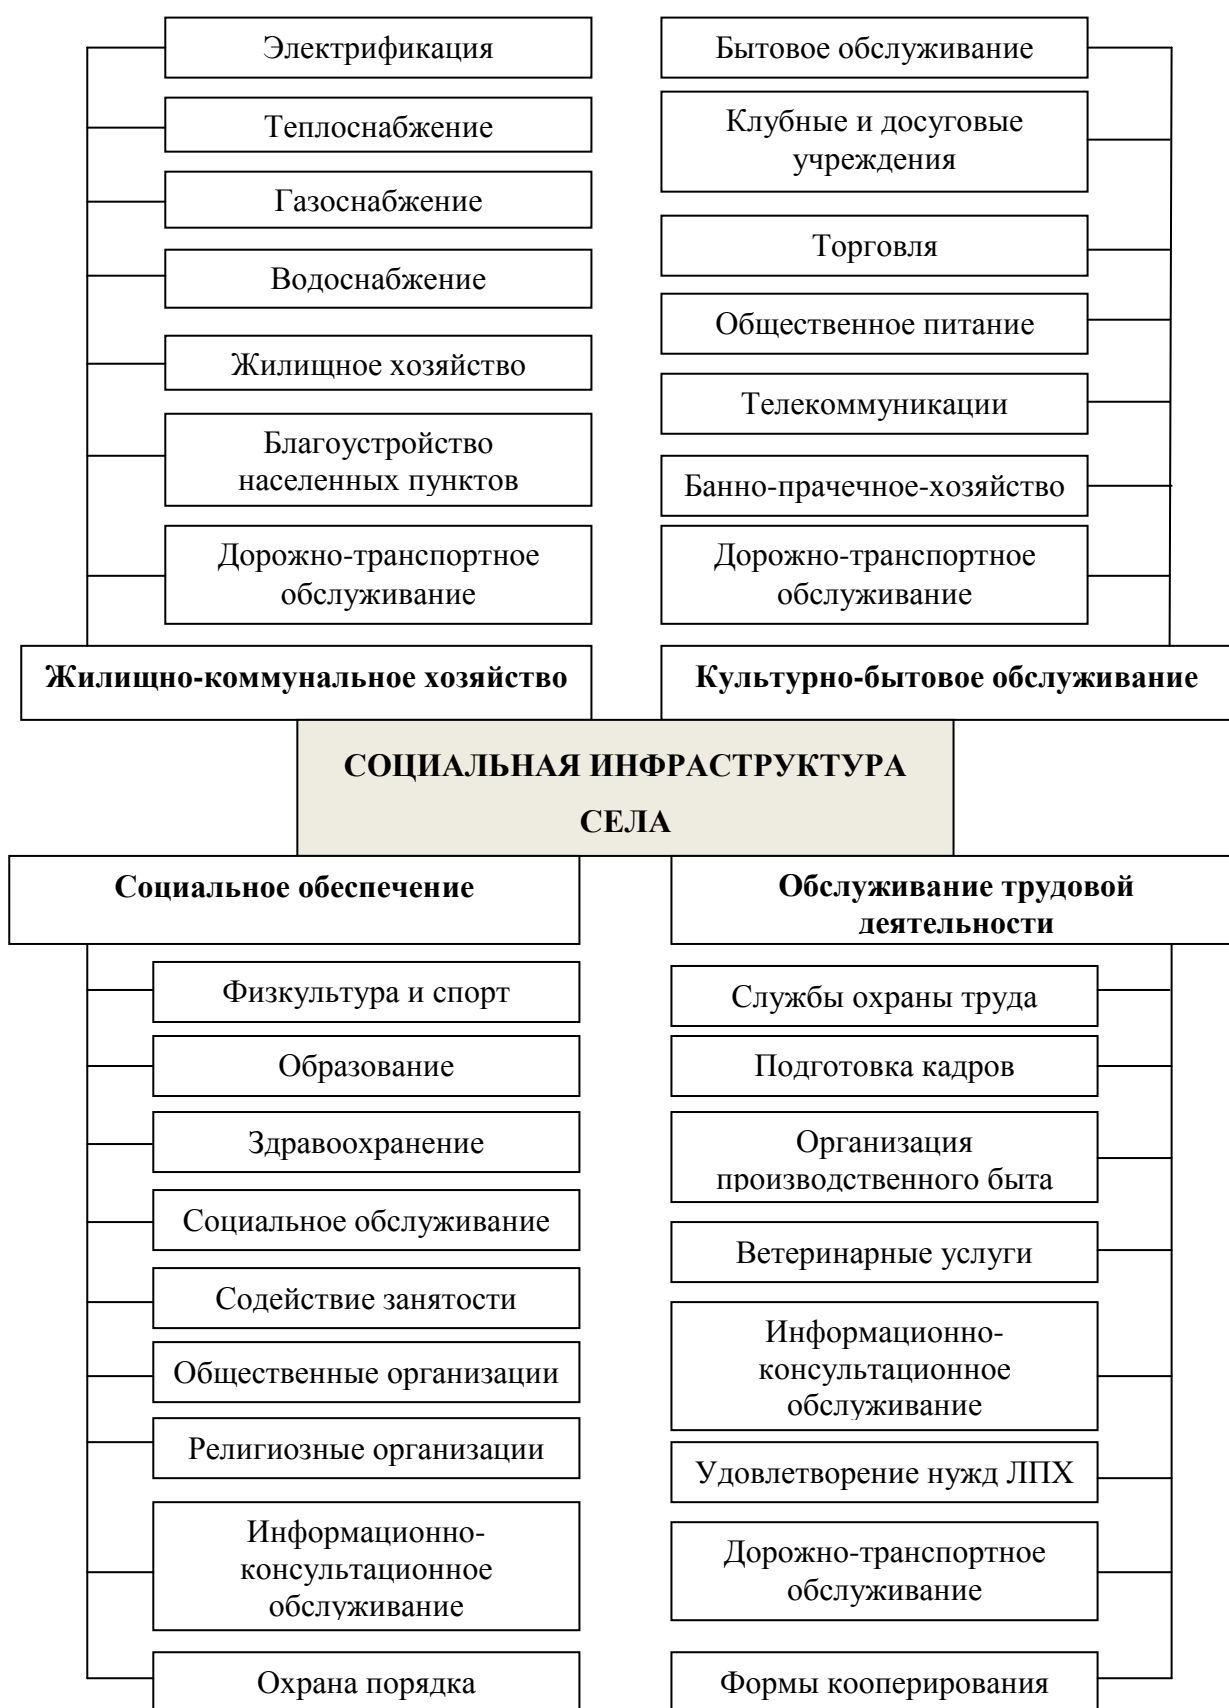 Электрификация
Теплоснабжение
Газоснабжение
Водоснабжение
Жилищное хозяйство
Благоустройство
населенных пунктов
Дорожно-транспортное
обслуживание
Жилищно-коммунальное хозяйство
Бытовое обслуживание
Клубные и досуговые
учреждения
Торговля
Общественное питание
Телекоммуникации
Банно-прачечное-хозяйство
Дорожно-транспортное
обслуживание
Культурно-бытовое обслуживание
СОЦИАЛЬНАЯ ИНФРАСТРУКТУРА
СЕЛА
Социальное обеспечение
Физкультура и спорт
Образование
Здравоохранение
Социальное обслуживание
Содействие занятости
Общественные организации
Религиозные организации
Информационно-
консультационное
обслуживание
Охрана порядка
Обслуживание трудовой
деятельности
Службы охраны труда
Подготовка кадров
Организация
производственного быта
Ветеринарные услуги
Информационно-
консультационное
обслуживание
Удовлетворение нужд ЛПХ
Дорожно-транспортное
обслуживание
Формы кооперирования